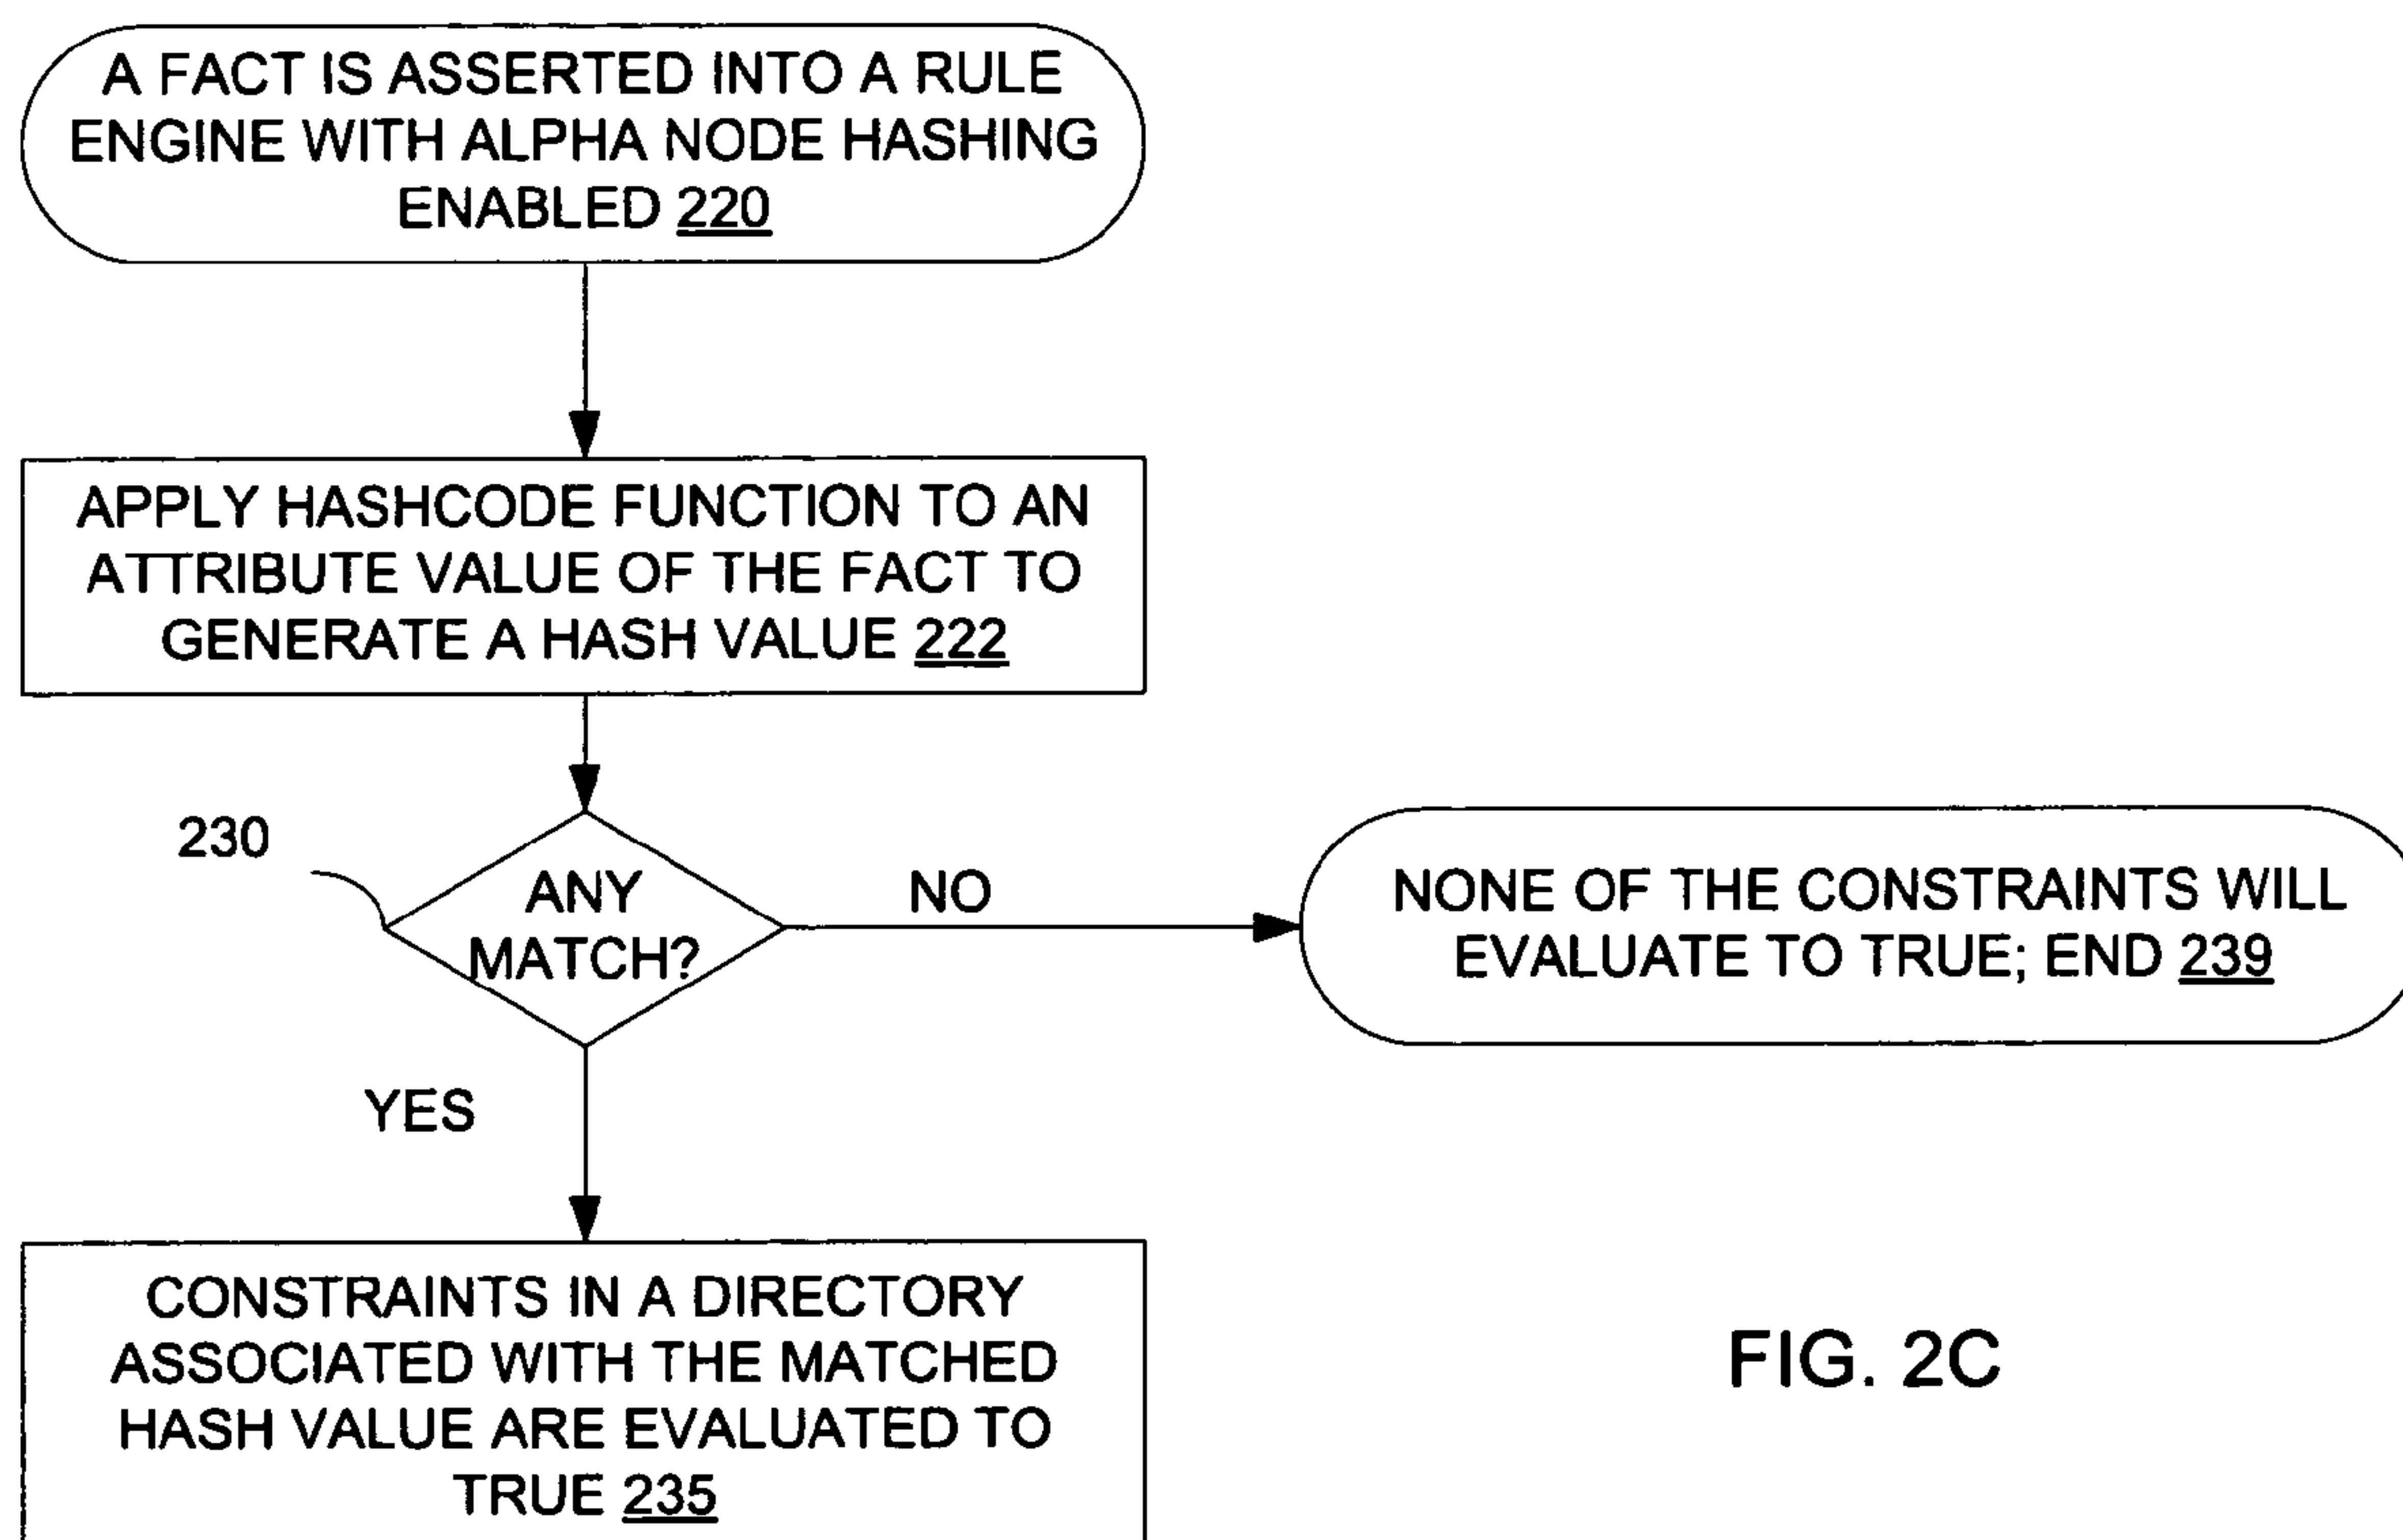 A FACT IS ASSERTED INTO A RULE
ENGINE WITH ALPHA NODE HASHING
ENABLED 220
APPLY HASHCODE FUNCTION TO AN
ATTRIBUTE VALUE OF THE FACT TO
GENERATE A HASH VALUE 222
230
ANY
MATCH?
NO
NONE OF THE CONSTRAINTS WILL
EVALUATE TO TRUE; END 239
YES
CONSTRAINTS IN A DIRECTORY
ASSOCIATED WITH THE MATCHED
HASH VALUE ARE EVALUATED TO
TRUE 235
FIG. 2C